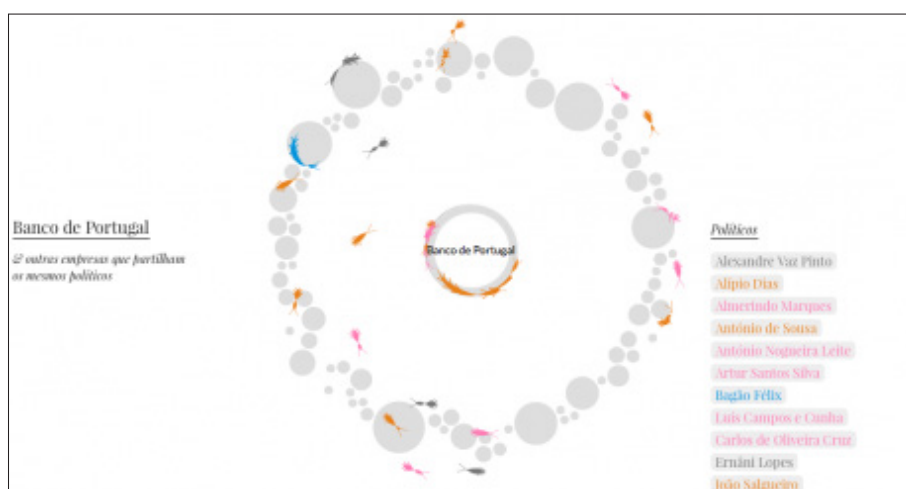 Banco de Portugal
& outras empresas que partilham
os mesmos políticos
Banco de Portugal
Políticos
Alexandre Vaz Pinto
Alípio Dias
Almerindo Marques
António de Sousa
António Nogueira Leite
Artur Santos Silva
Bagão Félix
Luís Campos e Cunha
Carlos de Oliveira Cruz
Ernâni Lopes
João Salgueiro